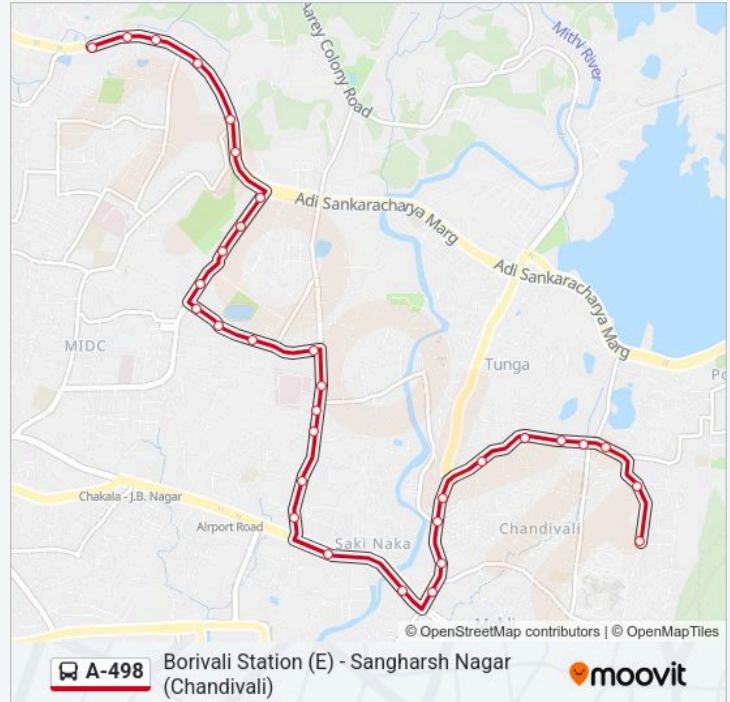 Aarey Colony Road
Mithi River
Adi Sankaracharya Marg
Adi Sankaracharya Marg
MIDC
Tunga
Chakala - J.B. Nagar
Airport Road
Saki Naka
Chandivali
© OpenStreetMap contributors | © OpenMapTiles
A-498
Borivali Station (E) - Sangharsh Nagar
(Chandivali)
moovit